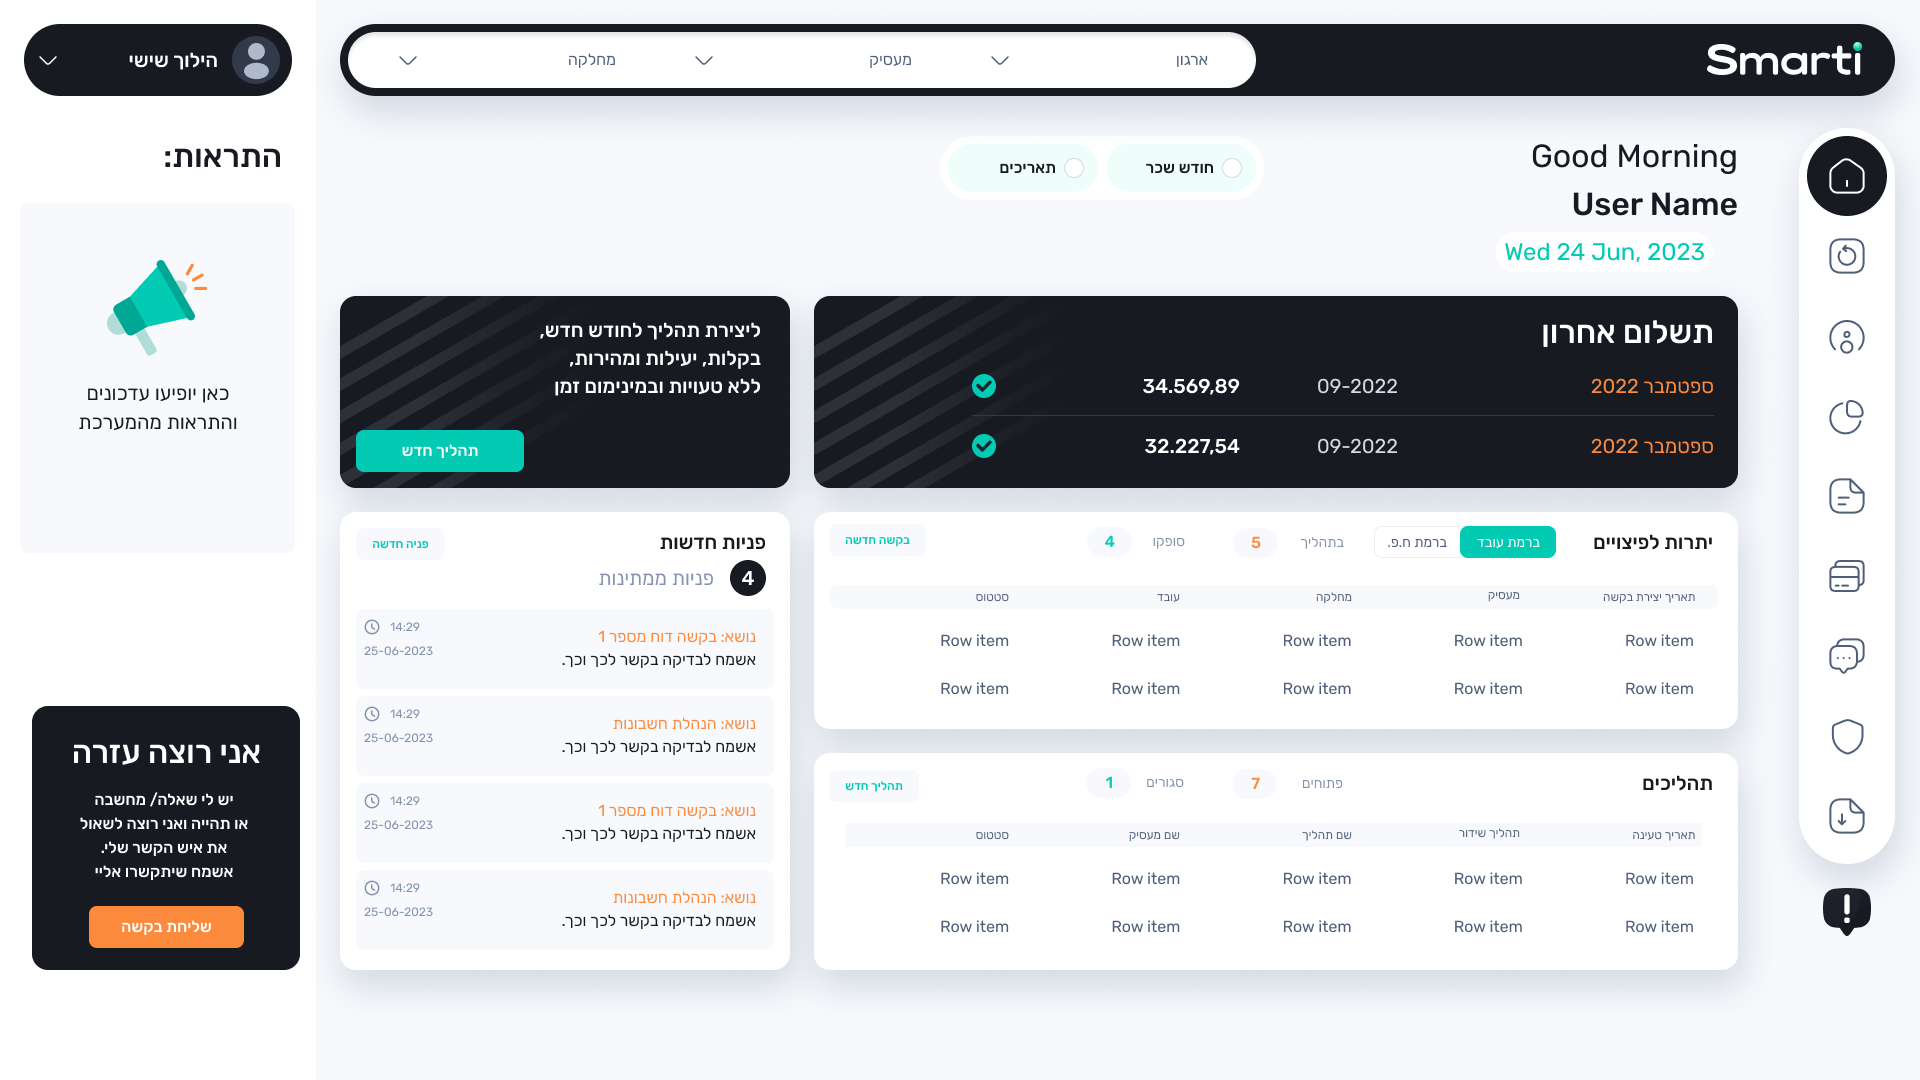 Smarti
ארגון
מעסיק
מחלקה
הילוך שישי
Good Morning
User Name
Wed 24 Jun, 2023
חודש שכר
תאריכים
תשלום אחרון
ספטמבר 2022 09-2022 34.569,89
ספטמבר 2022 09-2022 32.227,54
ליצירת תהליך לחודש חדש,
בקלות, יעילות ומהירות,
ללא טעויות ובמינימום זמן
תהליך חדש
יתרות לפיצויים
ברמת עובד
ברמת ח.פ.
בתהליך 5
סופקו 4
בקשה חדשה
תאריך יצירת בקשה מעסיק מחלקה עובד סטטוס
Row item Row item Row item Row item Row item
Row item Row item Row item Row item Row item
תהליכים
פתוחים 7
סגורים 1
תהליך חדש
תאריך טעינה תהליך שידור שם תהליך שם מעסיק סטטוס
Row item Row item Row item Row item Row item
Row item Row item Row item Row item Row item
פניות חדשות
פניה חדשה
4 פניות ממתינות
נושא: בקשה דוח מספר 1
אשמח לבדיקה בקשר לכך וכך.
14:29
25-06-2023
נושא: הנהלת חשבונות
אשמח לבדיקה בקשר לכך וכך.
14:29
25-06-2023
נושא: בקשה דוח מספר 1
אשמח לבדיקה בקשר לכך וכך.
14:29
25-06-2023
נושא: הנהלת חשבונות
אשמח לבדיקה בקשר לכך וכך.
14:29
25-06-2023
התראות:
כאן יופיעו עדכונים
והתראות מהמערכת
אני רוצה עזרה
יש לי שאלה/ מחשבה
או תהייה ואני רוצה לשאול
את איש הקשר שלי.
אשמח שיתקשרו אליי
שליחת בקשה